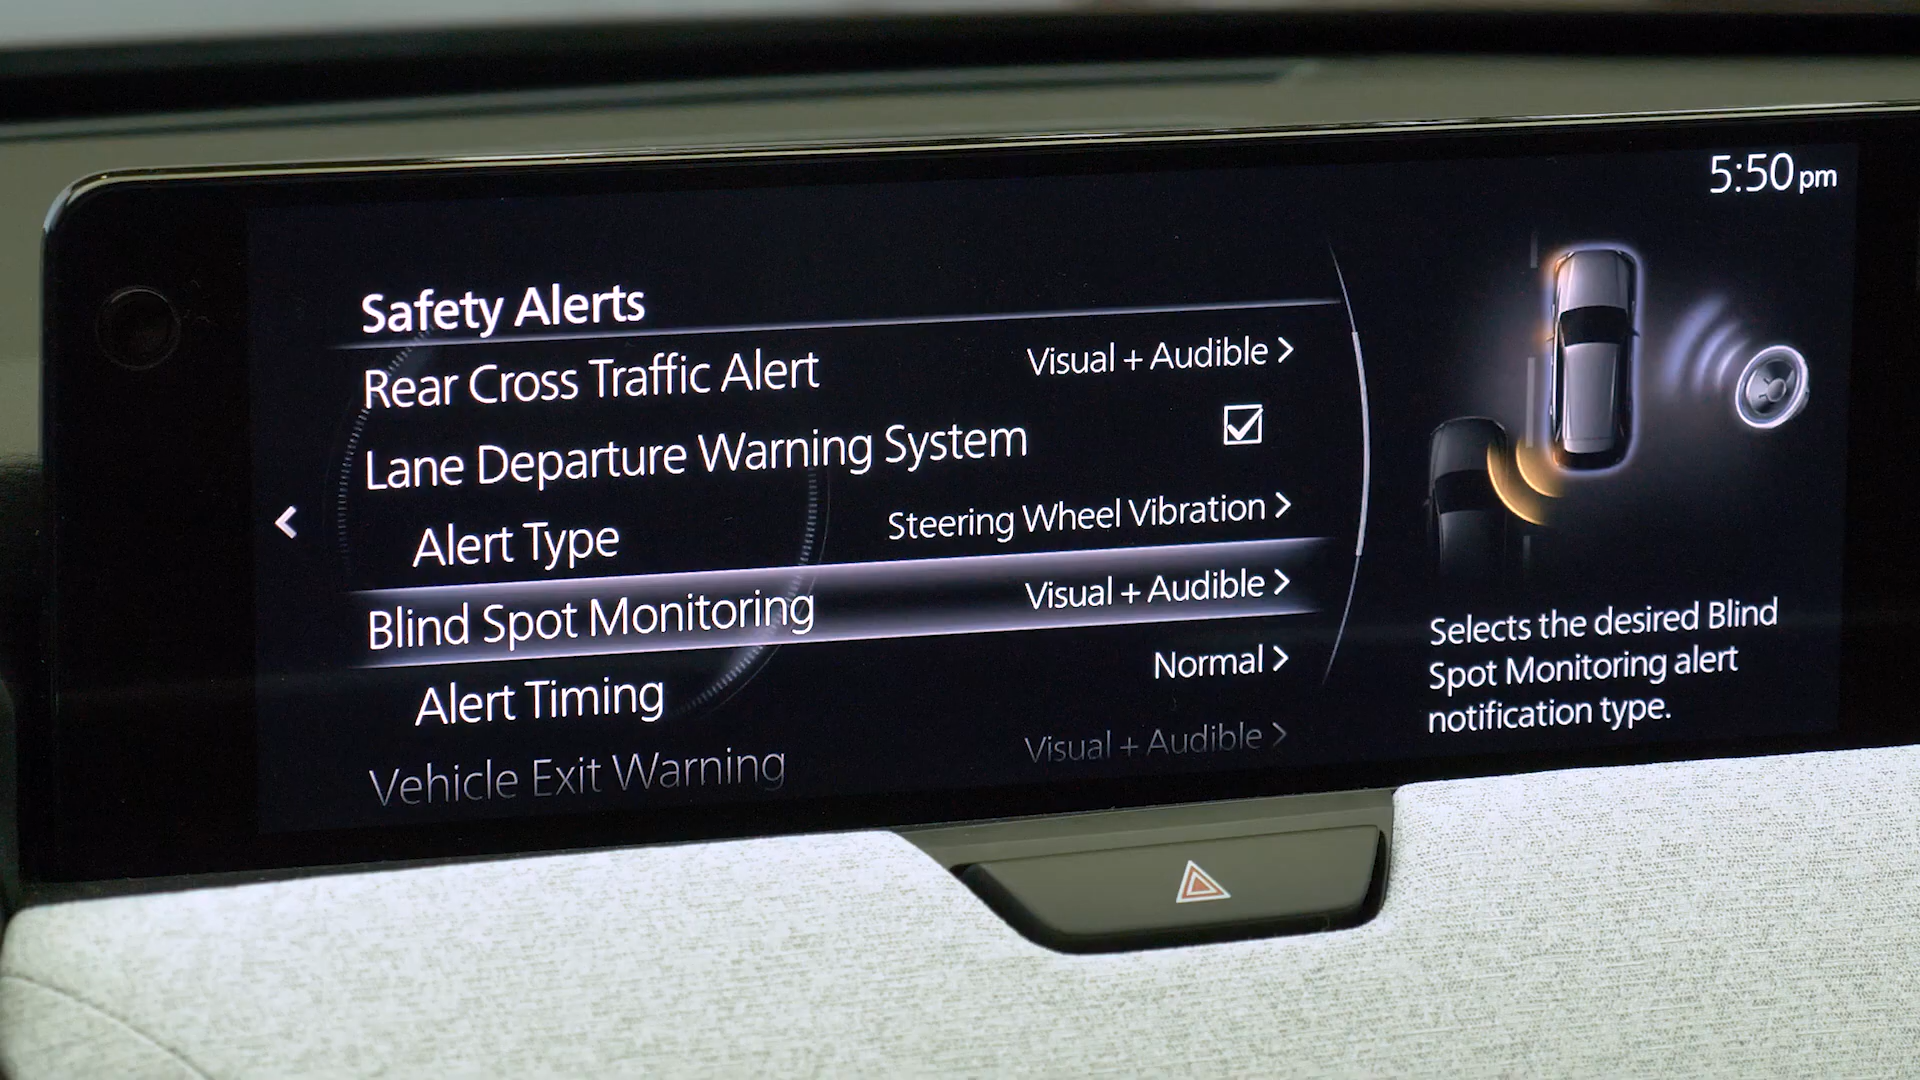 5:50 pm
Safety Alerts
Rear Cross Traffic Alert Visual + Audible >
Lane Departure Warning System
Alert Type Steering Wheel Vibration >
Blind Spot Monitoring Visual + Audible >
Alert Timing Normal >
Vehicle Exit Warning Visual + Audible >
Selects the desired Blind
Spot Monitoring alert
notification type.